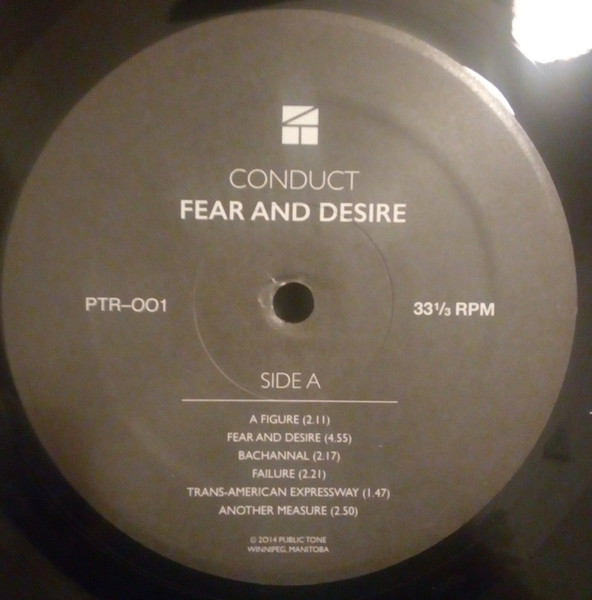 CONDUCT
FEAR AND DESIRE
PTR–001
33⅓ RPM
SIDE A
A FIGURE (2.11)
FEAR AND DESIRE (4.55)
BACHANNAL (2.17)
FAILURE (2.21)
TRANS-AMERICAN EXPRESSWAY (1.47)
ANOTHER MEASURE (2.50)
© 2014 PUBLIC TONE
WINNIPEG, MANITOBA